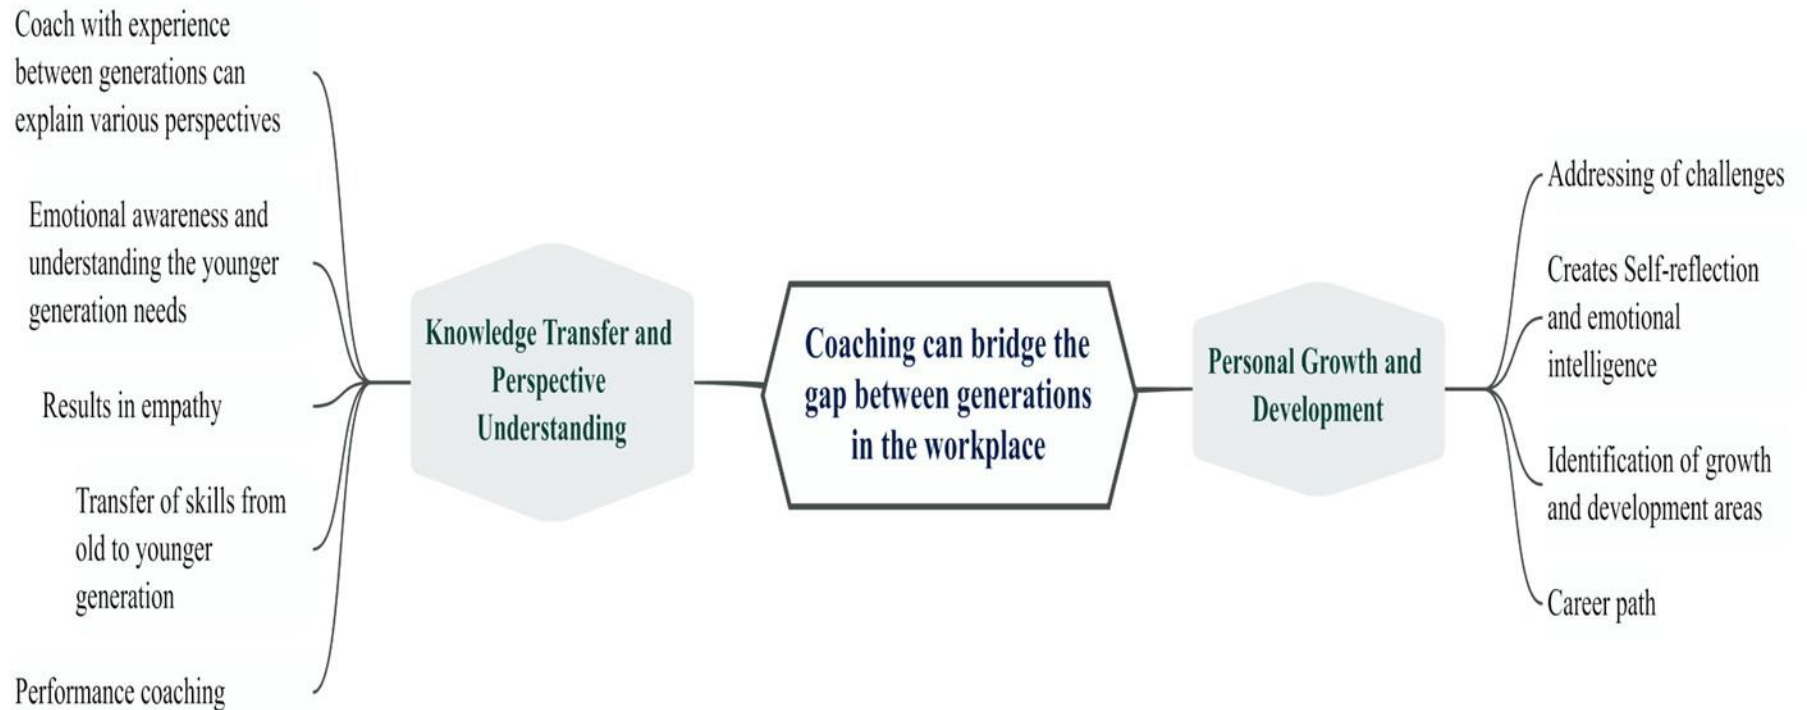 Coach with experience
between generations can
explain various perspectives
Emotional awareness and
understanding the younger
generation needs
Results in empathy
Transfer of skills from
old to younger
generation
Performance coaching
Knowledge Transfer and
Perspective
Understanding
Coaching can bridge the
gap between generations
in the workplace
Personal Growth and
Development
Addressing of challenges
Creates Self-reflection
and emotional
intelligence
Identification of growth
and development areas
Career path